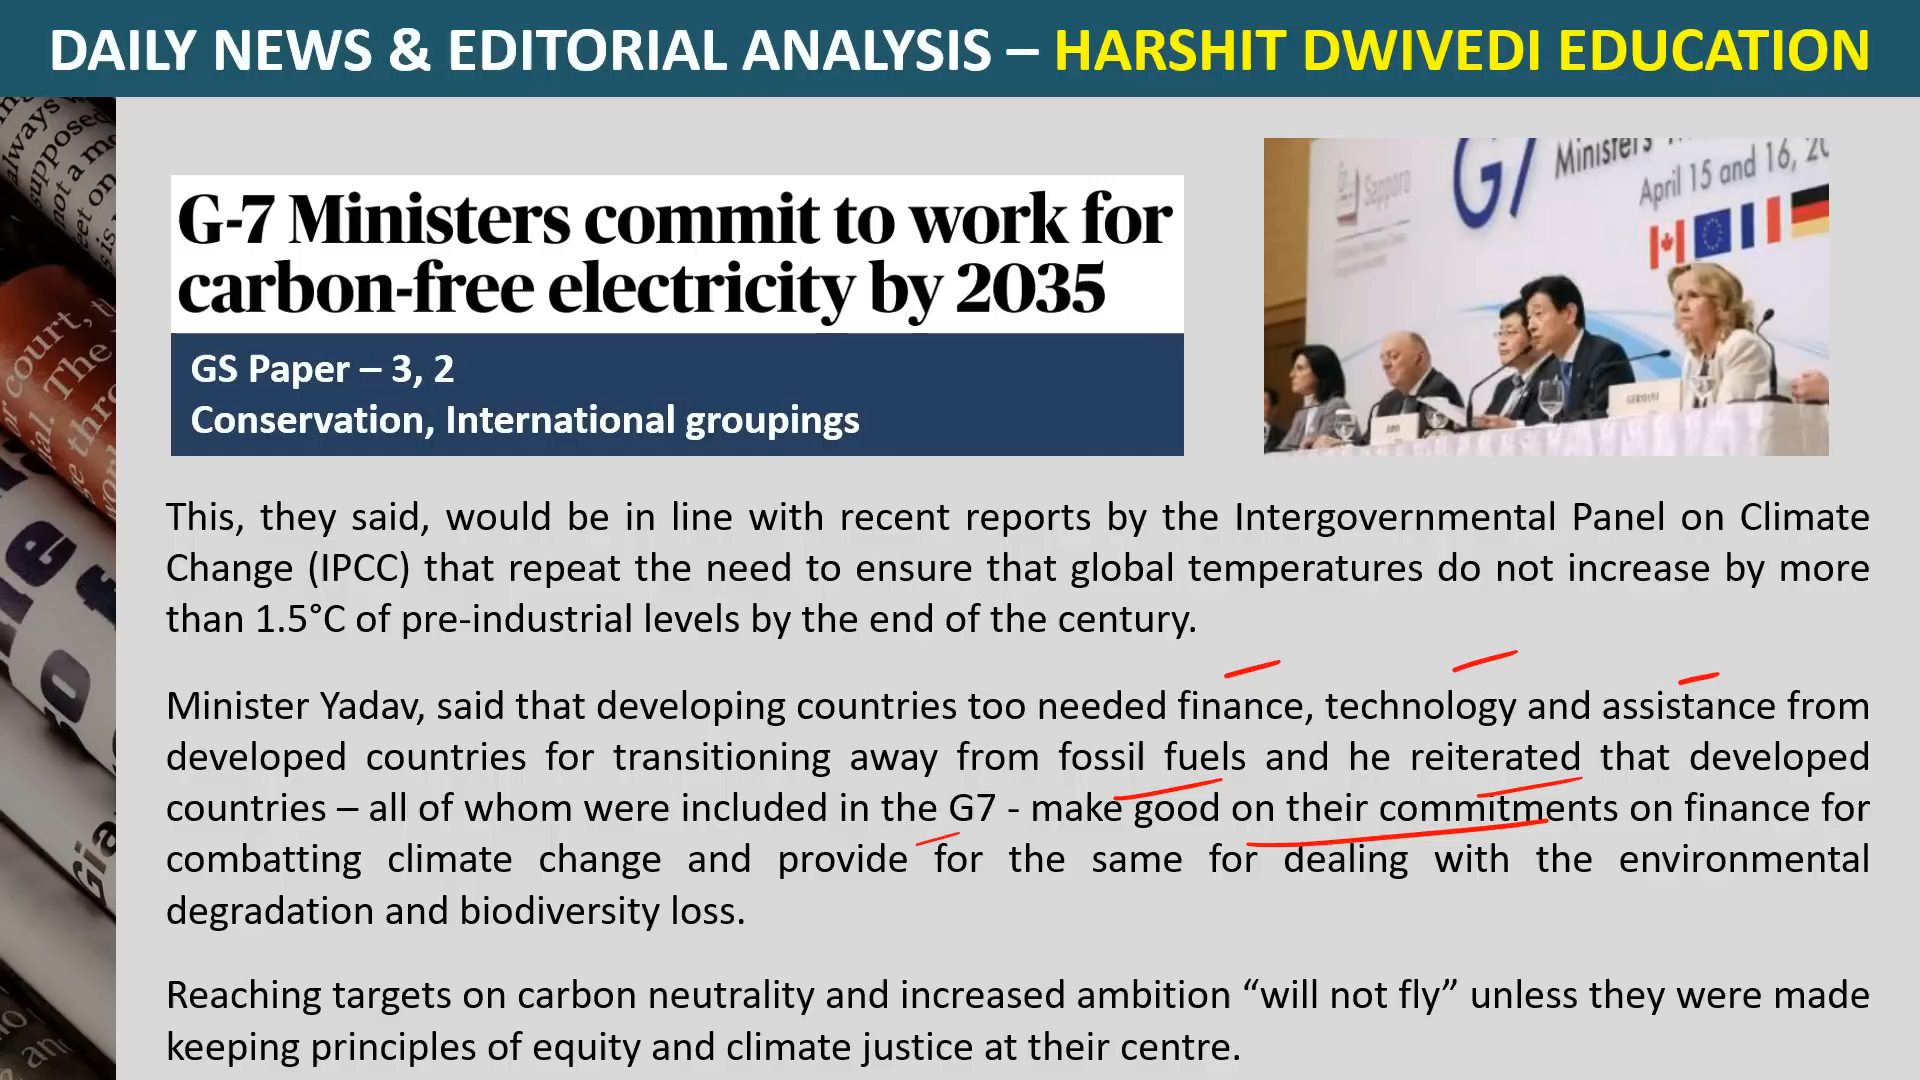 DAILY NEWS & EDITORIAL ANALYSIS – HARSHIT DWIVEDI EDUCATION
G-7 Ministers commit to work for
carbon-free electricity by 2035
GS Paper – 3, 2
Conservation, International groupings
G7 Ministers'
Sapporo
April 15 and 16, 20
GERMANY
This, they said, would be in line with recent reports by the Intergovernmental Panel on Climate
Change (IPCC) that repeat the need to ensure that global temperatures do not increase by more
than 1.5°C of pre-industrial levels by the end of the century.
Minister Yadav, said that developing countries too needed finance, technology and assistance from
developed countries for transitioning away from fossil fuels and he reiterated that developed
countries – all of whom were included in the G7 - make good on their commitments on finance for
combatting climate change and provide for the same for dealing with the environmental
degradation and biodiversity loss.
Reaching targets on carbon neutrality and increased ambition “will not fly” unless they were made
keeping principles of equity and climate justice at their centre.